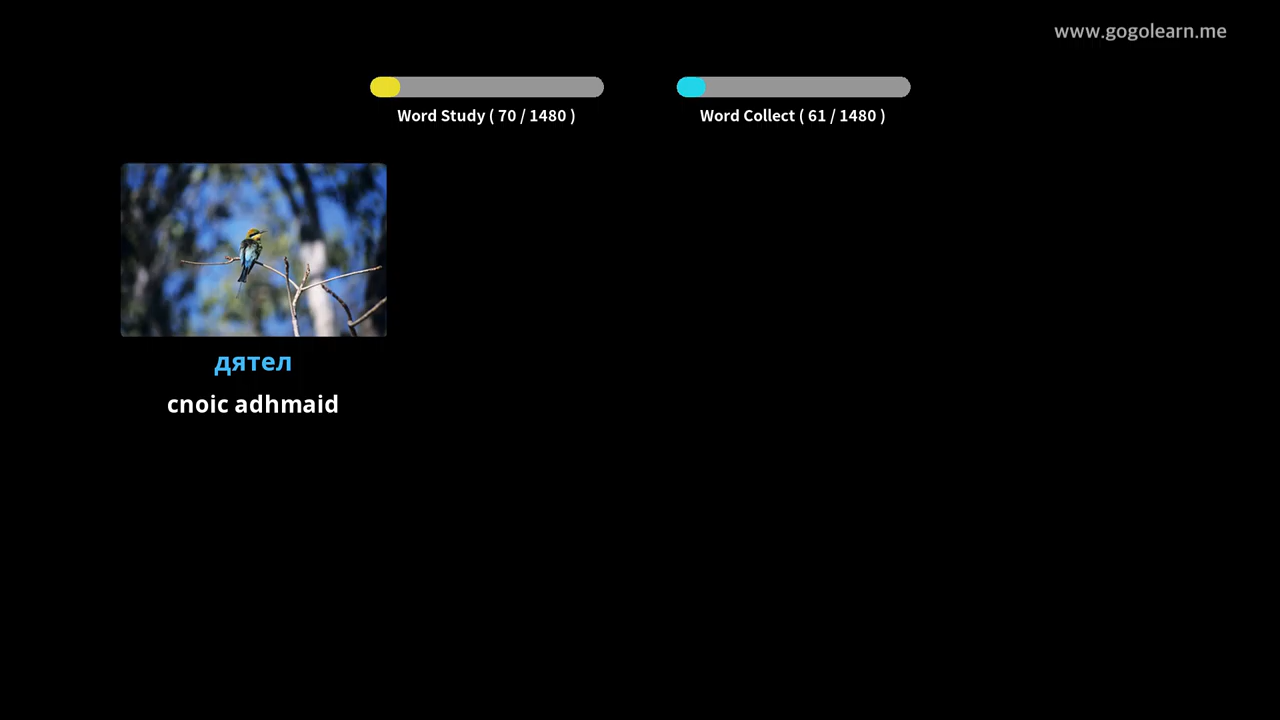 www.gogolearn.me
Word Study ( 70 / 1480 )
Word Collect ( 61 / 1480 )
дятел
cnoic adhmaid